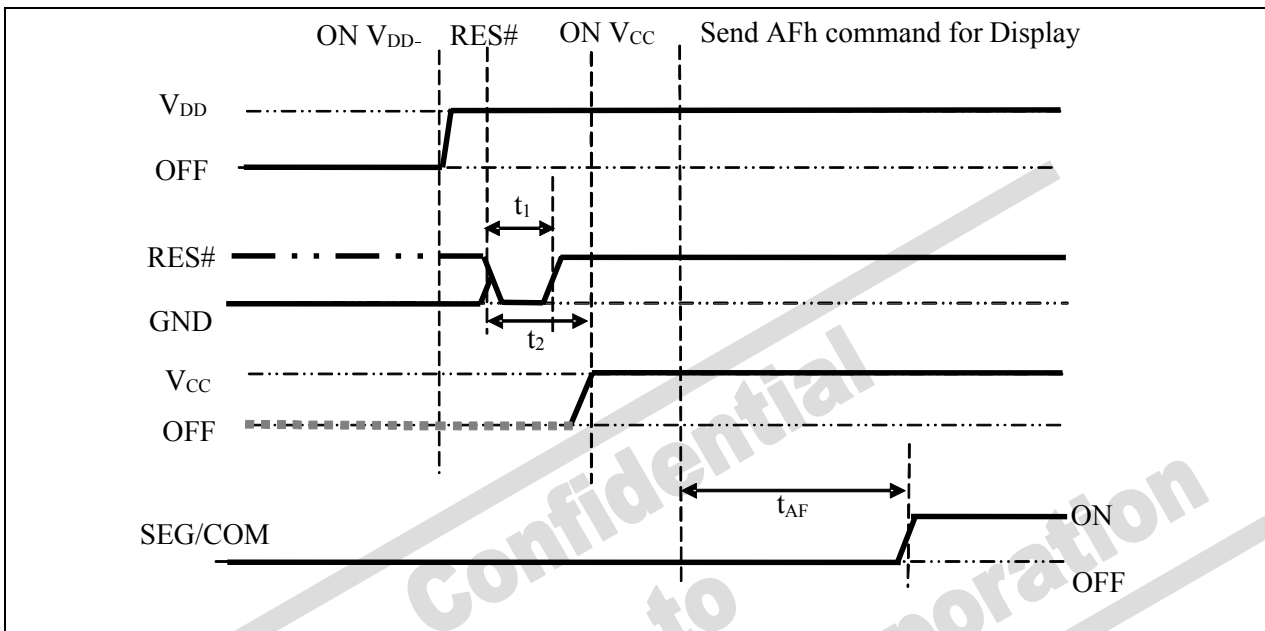 ON VDD- RES# ON VCC Send AFh command for Display
VDD
OFF
t1
RES#
GND
t2
VCC
OFF
tAF
ON
SEG/COM
OFF
Confidential
to